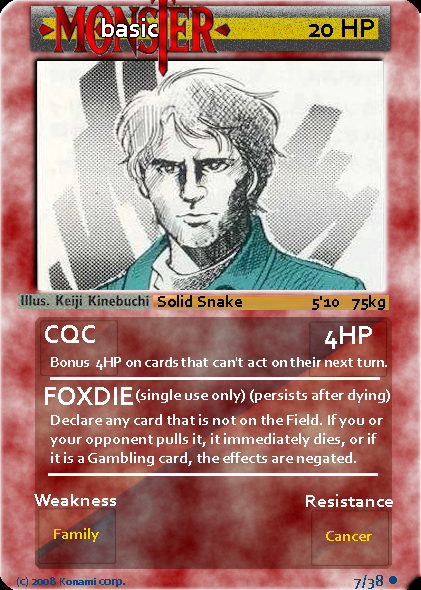 MONSTER
basic
20 HP
Illus. Keiji Kinebuchi Solid Snake 5'10 75kg
CQC 4HP
Bonus 4HP on cards that can't act on their next turn.
FOXDIE (single use only) (persists after dying)
Declare any card that is not on the Field. If you or
your opponent pulls it, it immediately dies, or if
it is a Gambling card, the effects are negated.
Weakness Resistance
Family Cancer
(c) 2008 Konami corp. 7/38